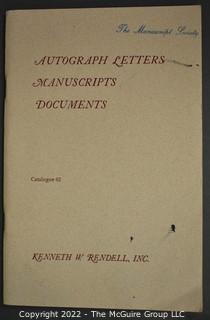 The Manuscript Society
AUTOGRAPH LETTERS
MANUSCRIPTS
DOCUMENTS
Catalogue 62
KENNETH W. RENDELL, INC.
Copyright ©2022 - The McGuire Group LLC